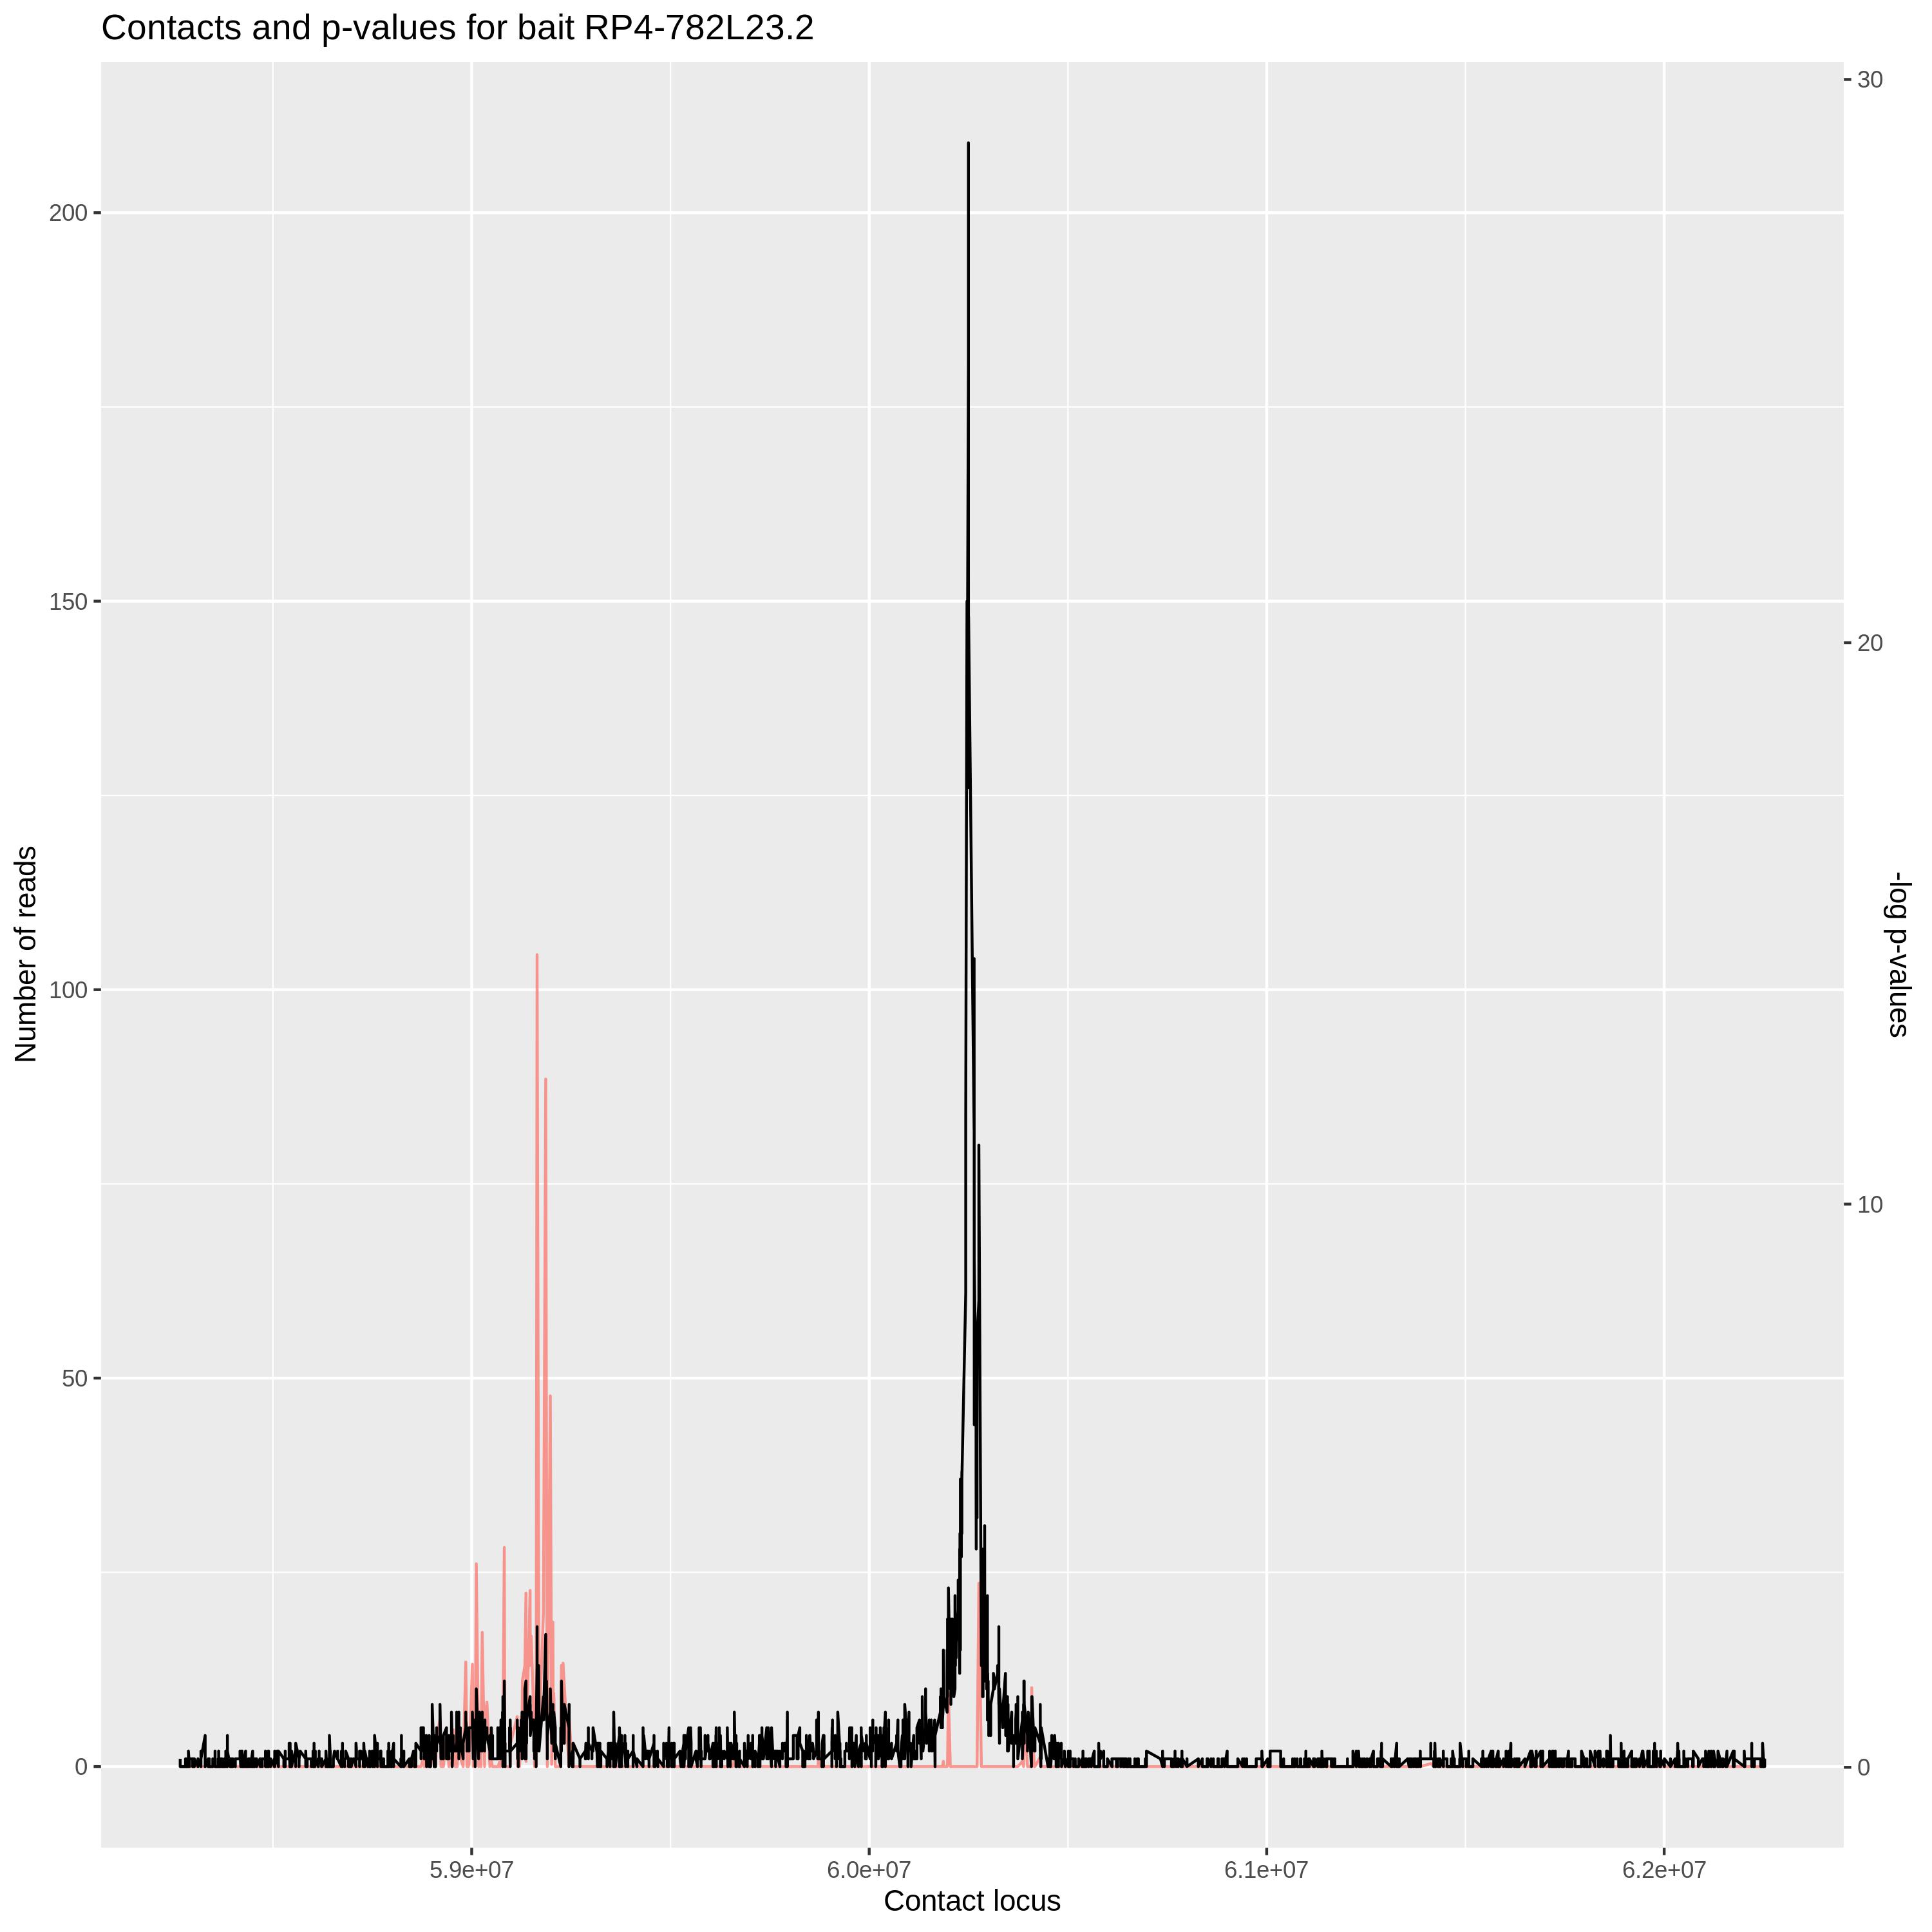 Contacts and p-values for bait RP4-782L23.2
Number of reads
200
150
100
50
0
30
20
10
0
-log p-values
5.9e+07
6.0e+07
6.1e+07
6.2e+07
Contact locus